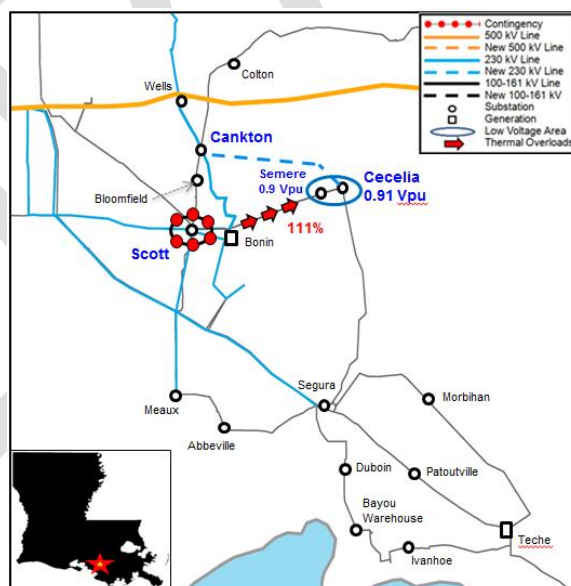 Contingency
500 kV Line
New 500 kV Line
230 kV Line
New 230 kV Line
100-161 kV Line
New 100-161 kV
Substation
Generation
Low Voltage Area
Thermal Overloads
Colton
Wells
Cankton
Semere
0.9 Vpu
Cecelia
0.91 Vpu
Bloomfield
111%
Scott
Bonin
Segura
Morbihan
Meaux
Abbeville
Duboin
Patoutville
Bayou
Warehouse
Teche
Ivanhoe